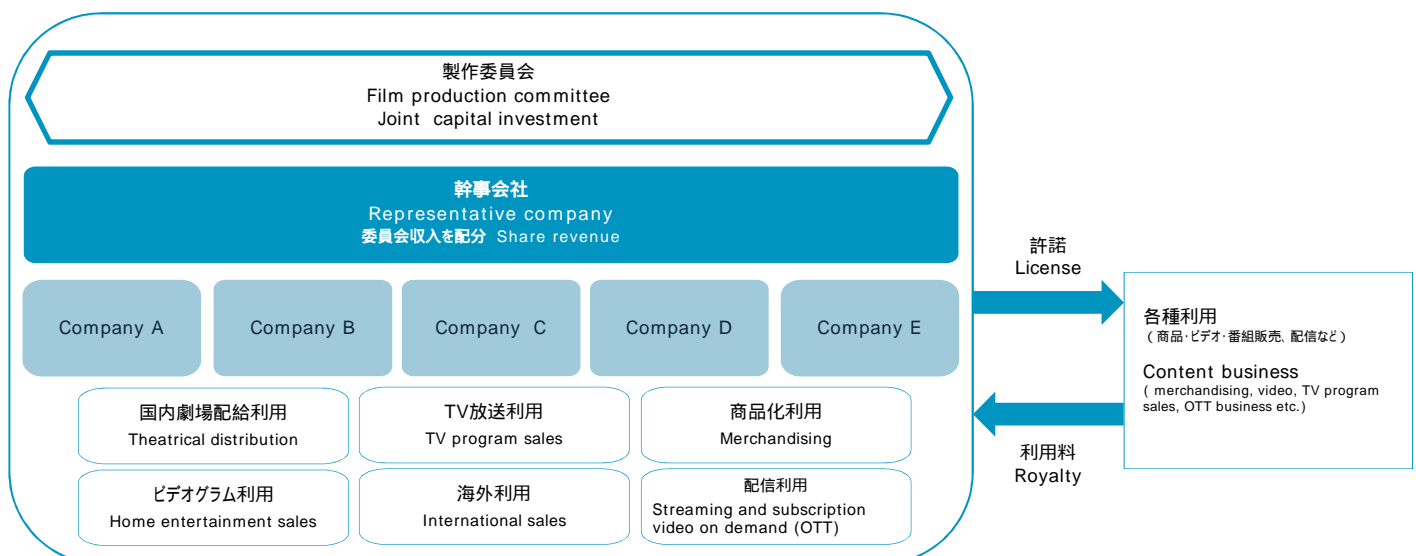 製作委員会
Film production committee
Joint capital investment
幹事会社
Representative company
委員会収入を配分 Share revenue
Company A
Company B
Company C
Company D
Company E
国内劇場配給利用
Theatrical distribution
TV放送利用
TV program sales
商品化利用
Merchandising
ビデオグラム利用
Home entertainment sales
海外利用
International sales
配信利用
Streaming and subscription
video on demand (OTT)
許諾
License
利用料
Royalty
各種利用
(商品・ビデオ・番組販売、配信など)
Content business
( merchandising, video, TV program
sales, OTT business etc.)